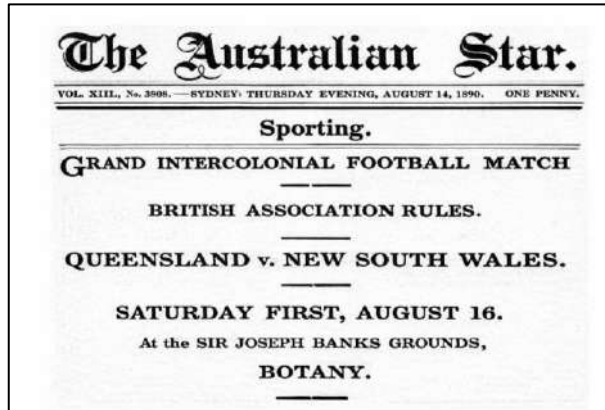 The Australian Star.
VOL. XIII., No. 3908.—SYDNEY: THURSDAY EVENING, AUGUST 14, 1890. ONE PENNY.
Sporting.
GRAND INTERCOLONIAL FOOTBALL MATCH
BRITISH ASSOCIATION RULES.
QUEENSLAND v. NEW SOUTH WALES.
SATURDAY FIRST, AUGUST 16.
At the SIR JOSEPH BANKS GROUNDS,
BOTANY.